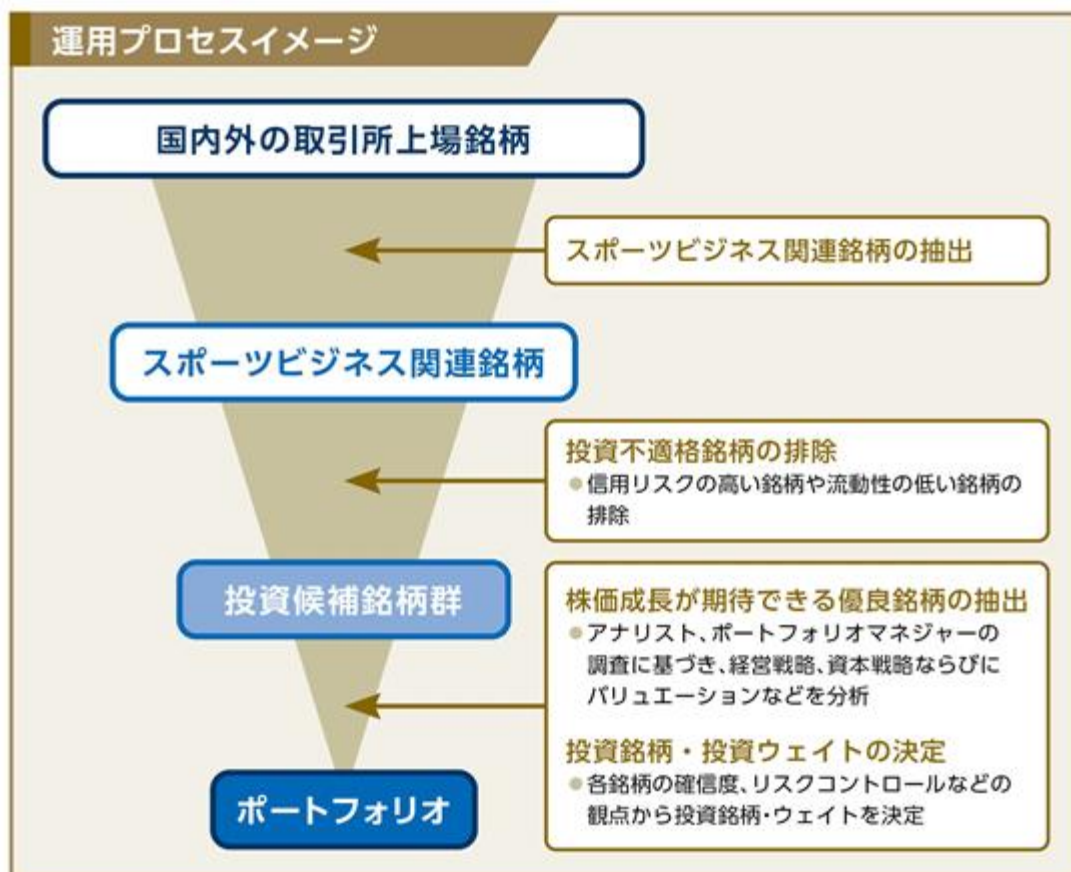 運用プロセスイメージ
国内外の取引所上場銘柄
スポーツビジネス関連銘柄の抽出
スポーツビジネス関連銘柄
投資不適格銘柄の排除
●信用リスクの高い銘柄や流動性の低い銘柄の
排除
投資候補銘柄群
株価成長が期待できる優良銘柄の抽出
●アナリスト、ポートフォリオマネジャーの
調査に基づき、経営戦略、資本戦略ならびに
バリュエーションなどを分析
投資銘柄・投資ウェイトの決定
●各銘柄の確信度、リスクコントロールなどの
観点から投資銘柄・ウェイトを決定
ポートフォリオ